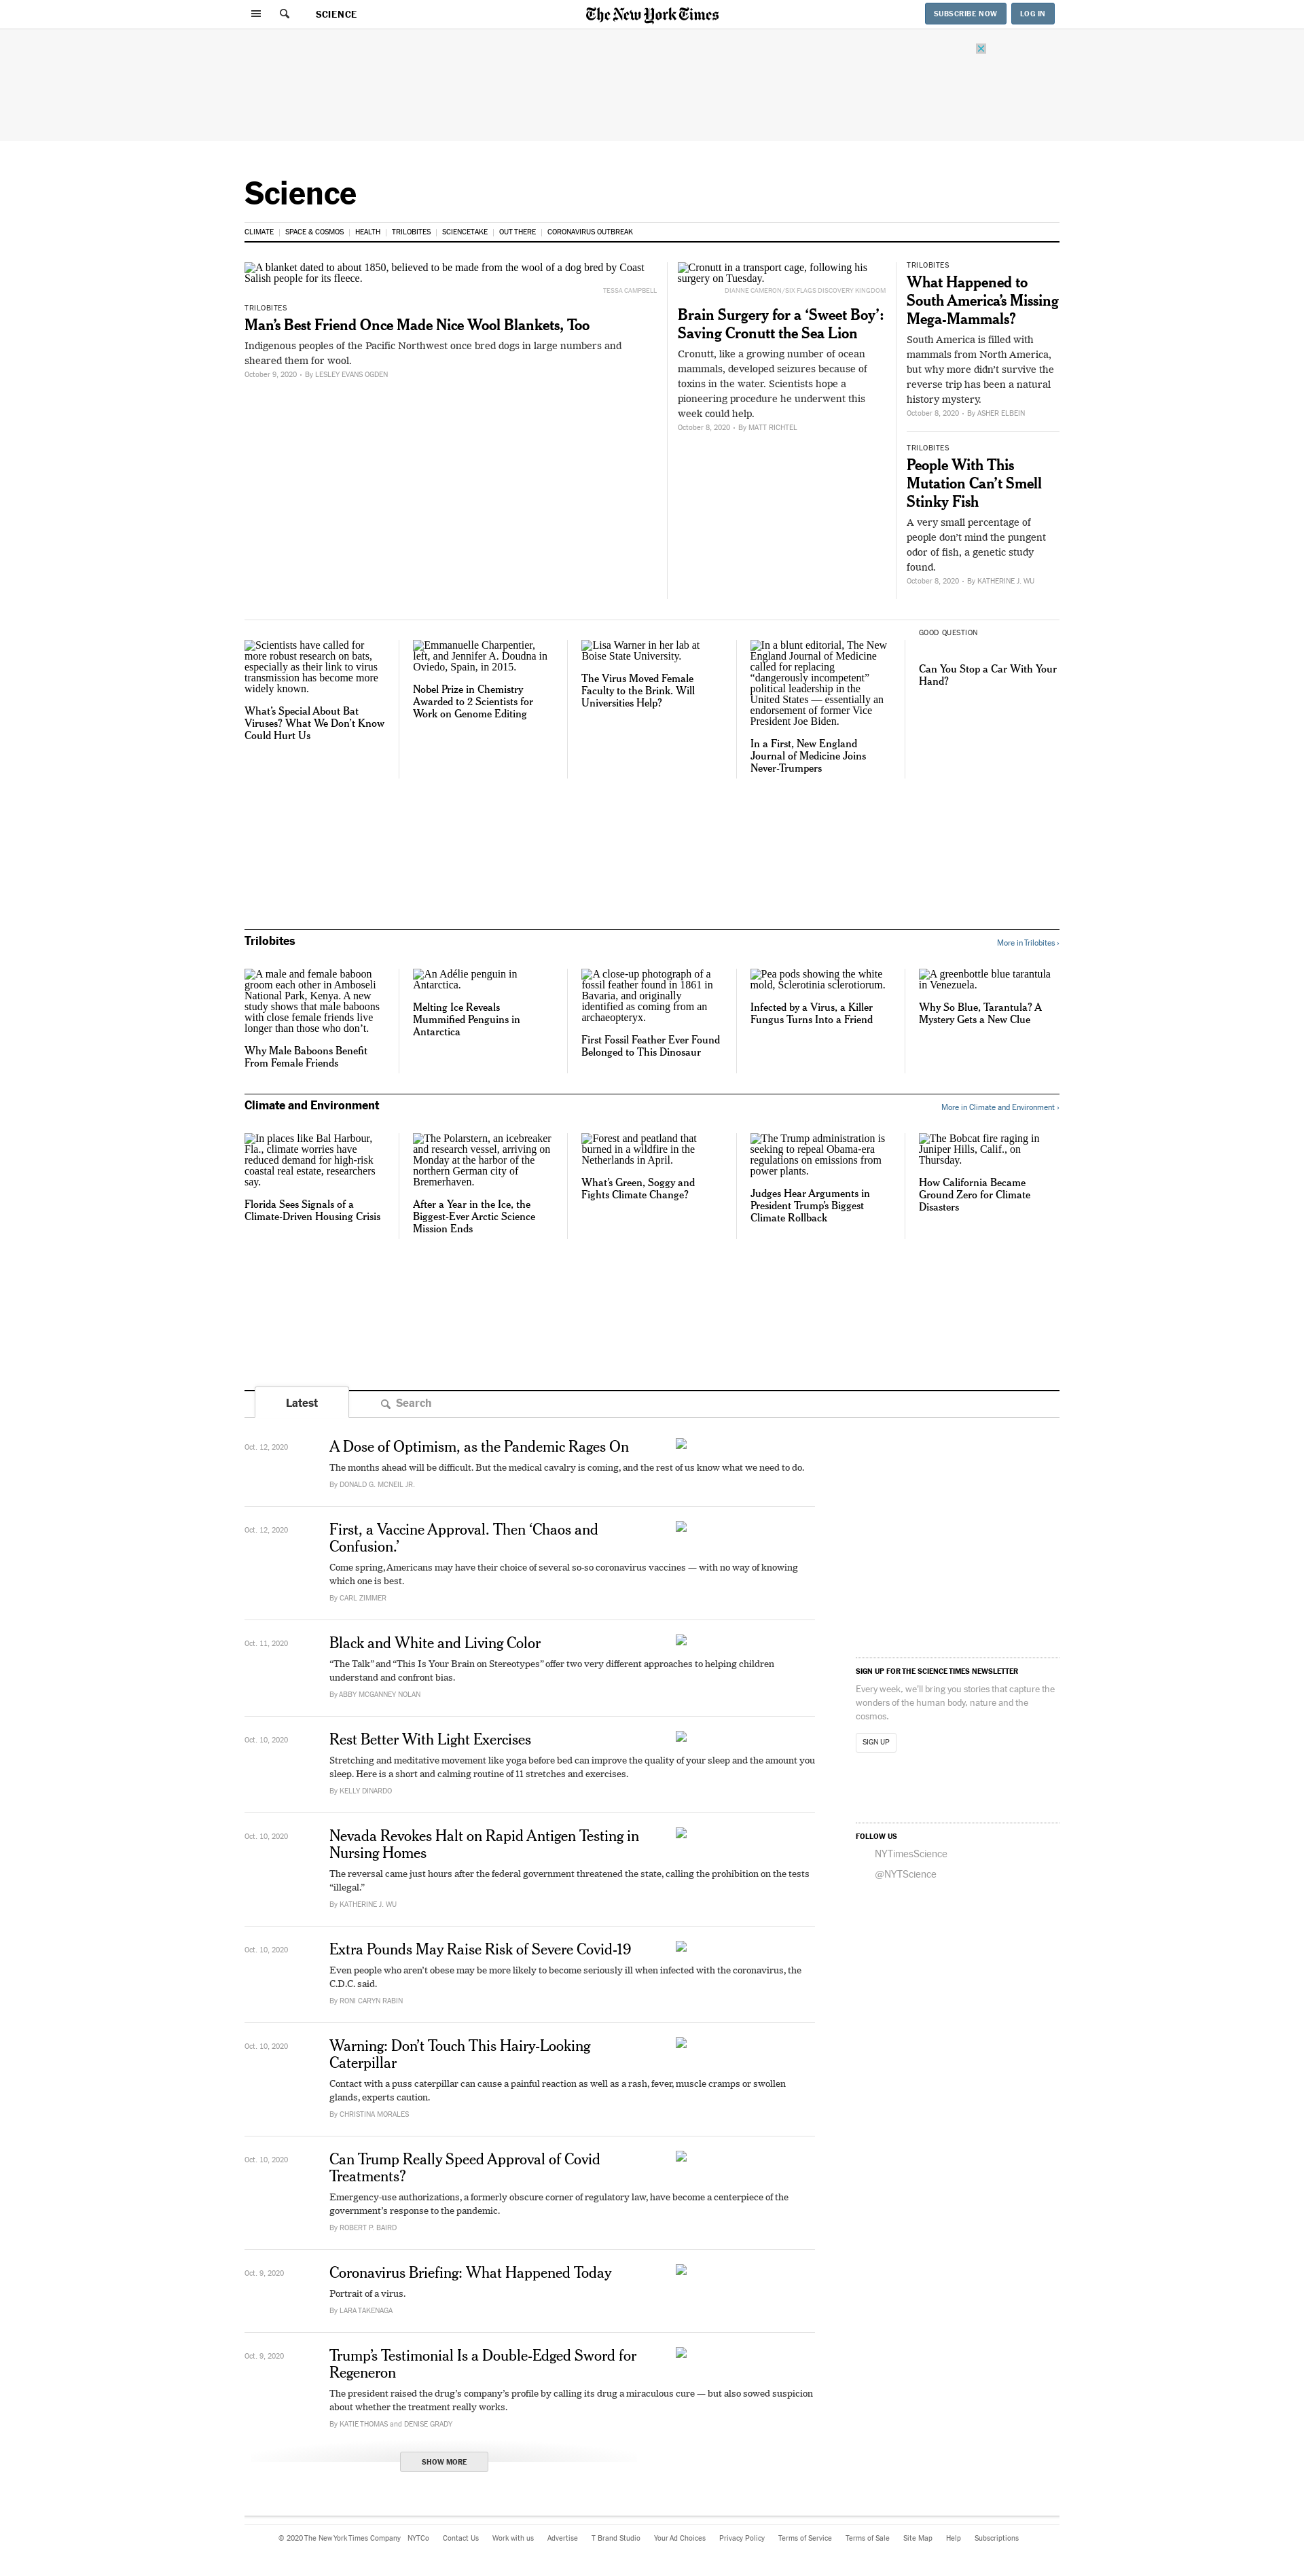 SCIENCE
The New York Times
SUBSCRIBE NOW
LOG IN
Science
CLIMATE
SPACE & COSMOS
HEALTH
TRILOBITES
SCIENCETAKE
OUT THERE
CORONAVIRUS OUTBREAK
A blanket dated to about 1850, believed to be made from the wool of a dog bred by Coast
Salish people for its fleece.
TESSA CAMPBELL
TRILOBITES
Man’s Best Friend Once Made Nice Wool Blankets, Too
Indigenous peoples of the Pacific Northwest once bred dogs in large numbers and
sheared them for wool.
October 9, 2020 • By LESLEY EVANS OGDEN
Cronutt in a transport cage, following his
surgery on Tuesday.
DIANNE CAMERON/SIX FLAGS DISCOVERY KINGDOM
Brain Surgery for a ‘Sweet Boy’:
Saving Cronutt the Sea Lion
Cronutt, like a growing number of ocean
mammals, developed seizures because of
toxins in the water. Scientists hope a
pioneering procedure he underwent this
week could help.
October 8, 2020 • By MATT RICHTEL
TRILOBITES
What Happened to
South America’s Missing
Mega-Mammals?
South America is filled with
mammals from North America,
but why more didn’t survive the
reverse trip has been a natural
history mystery.
October 8, 2020 • By ASHER ELBEIN
TRILOBITES
People With This
Mutation Can’t Smell
Stinky Fish
A very small percentage of
people don’t mind the pungent
odor of fish, a genetic study
found.
October 8, 2020 • By KATHERINE J. WU
Scientists have called for
more robust research on bats,
especially as their link to virus
transmission has become more
widely known.
What’s Special About Bat
Viruses? What We Don’t Know
Could Hurt Us
Emmanuelle Charpentier,
left, and Jennifer A. Doudna in
Oviedo, Spain, in 2015.
Nobel Prize in Chemistry
Awarded to 2 Scientists for
Work on Genome Editing
Lisa Warner in her lab at
Boise State University.
The Virus Moved Female
Faculty to the Brink. Will
Universities Help?
In a blunt editorial, The New
England Journal of Medicine
called for replacing
“dangerously incompetent”
political leadership in the
United States — essentially an
endorsement of former Vice
President Joe Biden.
In a First, New England
Journal of Medicine Joins
Never-Trumpers
GOOD QUESTION
Can You Stop a Car With Your
Hand?
Trilobites
More in Trilobites ›
A male and female baboon
groom each other in Amboseli
National Park, Kenya. A new
study shows that male baboons
with close female friends live
longer than those who don’t.
Why Male Baboons Benefit
From Female Friends
An Adélie penguin in
Antarctica.
Melting Ice Reveals
Mummified Penguins in
Antarctica
A close-up photograph of a
fossil feather found in 1861 in
Bavaria, and originally
identified as coming from an
archaeopteryx.
First Fossil Feather Ever Found
Belonged to This Dinosaur
Pea pods showing the white
mold, Sclerotinia sclerotiorum.
Infected by a Virus, a Killer
Fungus Turns Into a Friend
A greenbottle blue tarantula
in Venezuela.
Why So Blue, Tarantula? A
Mystery Gets a New Clue
Climate and Environment
More in Climate and Environment ›
In places like Bal Harbour,
Fla., climate worries have
reduced demand for high-risk
coastal real estate, researchers
say.
Florida Sees Signals of a
Climate-Driven Housing Crisis
The Polarstern, an icebreaker
and research vessel, arriving on
Monday at the harbor of the
northern German city of
Bremerhaven.
After a Year in the Ice, the
Biggest-Ever Arctic Science
Mission Ends
Forest and peatland that
burned in a wildfire in the
Netherlands in April.
What’s Green, Soggy and
Fights Climate Change?
The Trump administration is
seeking to repeal Obama-era
regulations on emissions from
power plants.
Judges Hear Arguments in
President Trump’s Biggest
Climate Rollback
The Bobcat fire raging in
Juniper Hills, Calif., on
Thursday.
How California Became
Ground Zero for Climate
Disasters
Latest
Search
Oct. 12, 2020
A Dose of Optimism, as the Pandemic Rages On
The months ahead will be difficult. But the medical cavalry is coming, and the rest of us know what we need to do.
By DONALD G. MCNEIL JR.
Oct. 12, 2020
First, a Vaccine Approval. Then ‘Chaos and
Confusion.’
Come spring, Americans may have their choice of several so-so coronavirus vaccines — with no way of knowing
which one is best.
By CARL ZIMMER
Oct. 11, 2020
Black and White and Living Color
“The Talk” and “This Is Your Brain on Stereotypes” offer two very different approaches to helping children
understand and confront bias.
By ABBY MCGANNEY NOLAN
Oct. 10, 2020
Rest Better With Light Exercises
Stretching and meditative movement like yoga before bed can improve the quality of your sleep and the amount you
sleep. Here is a short and calming routine of 11 stretches and exercises.
By KELLY DINARDO
Oct. 10, 2020
Nevada Revokes Halt on Rapid Antigen Testing in
Nursing Homes
The reversal came just hours after the federal government threatened the state, calling the prohibition on the tests
“illegal.”
By KATHERINE J. WU
Oct. 10, 2020
Extra Pounds May Raise Risk of Severe Covid-19
Even people who aren’t obese may be more likely to become seriously ill when infected with the coronavirus, the
C.D.C. said.
By RONI CARYN RABIN
Oct. 10, 2020
Warning: Don’t Touch This Hairy-Looking
Caterpillar
Contact with a puss caterpillar can cause a painful reaction as well as a rash, fever, muscle cramps or swollen
glands, experts caution.
By CHRISTINA MORALES
Oct. 10, 2020
Can Trump Really Speed Approval of Covid
Treatments?
Emergency-use authorizations, a formerly obscure corner of regulatory law, have become a centerpiece of the
government’s response to the pandemic.
By ROBERT P. BAIRD
Oct. 9, 2020
Coronavirus Briefing: What Happened Today
Portrait of a virus.
By LARA TAKENAGA
Oct. 9, 2020
Trump’s Testimonial Is a Double-Edged Sword for
Regeneron
The president raised the drug’s company’s profile by calling its drug a miraculous cure — but also sowed suspicion
about whether the treatment really works.
By KATIE THOMAS and DENISE GRADY
SHOW MORE
SIGN UP FOR THE SCIENCE TIMES NEWSLETTER
Every week, we’ll bring you stories that capture the
wonders of the human body, nature and the
cosmos.
SIGN UP
FOLLOW US
NYTimesScience
@NYTScience
© 2020 The New York Times Company
NYTCo
Contact Us
Work with us
Advertise
T Brand Studio
Your Ad Choices
Privacy Policy
Terms of Service
Terms of Sale
Site Map
Help
Subscriptions